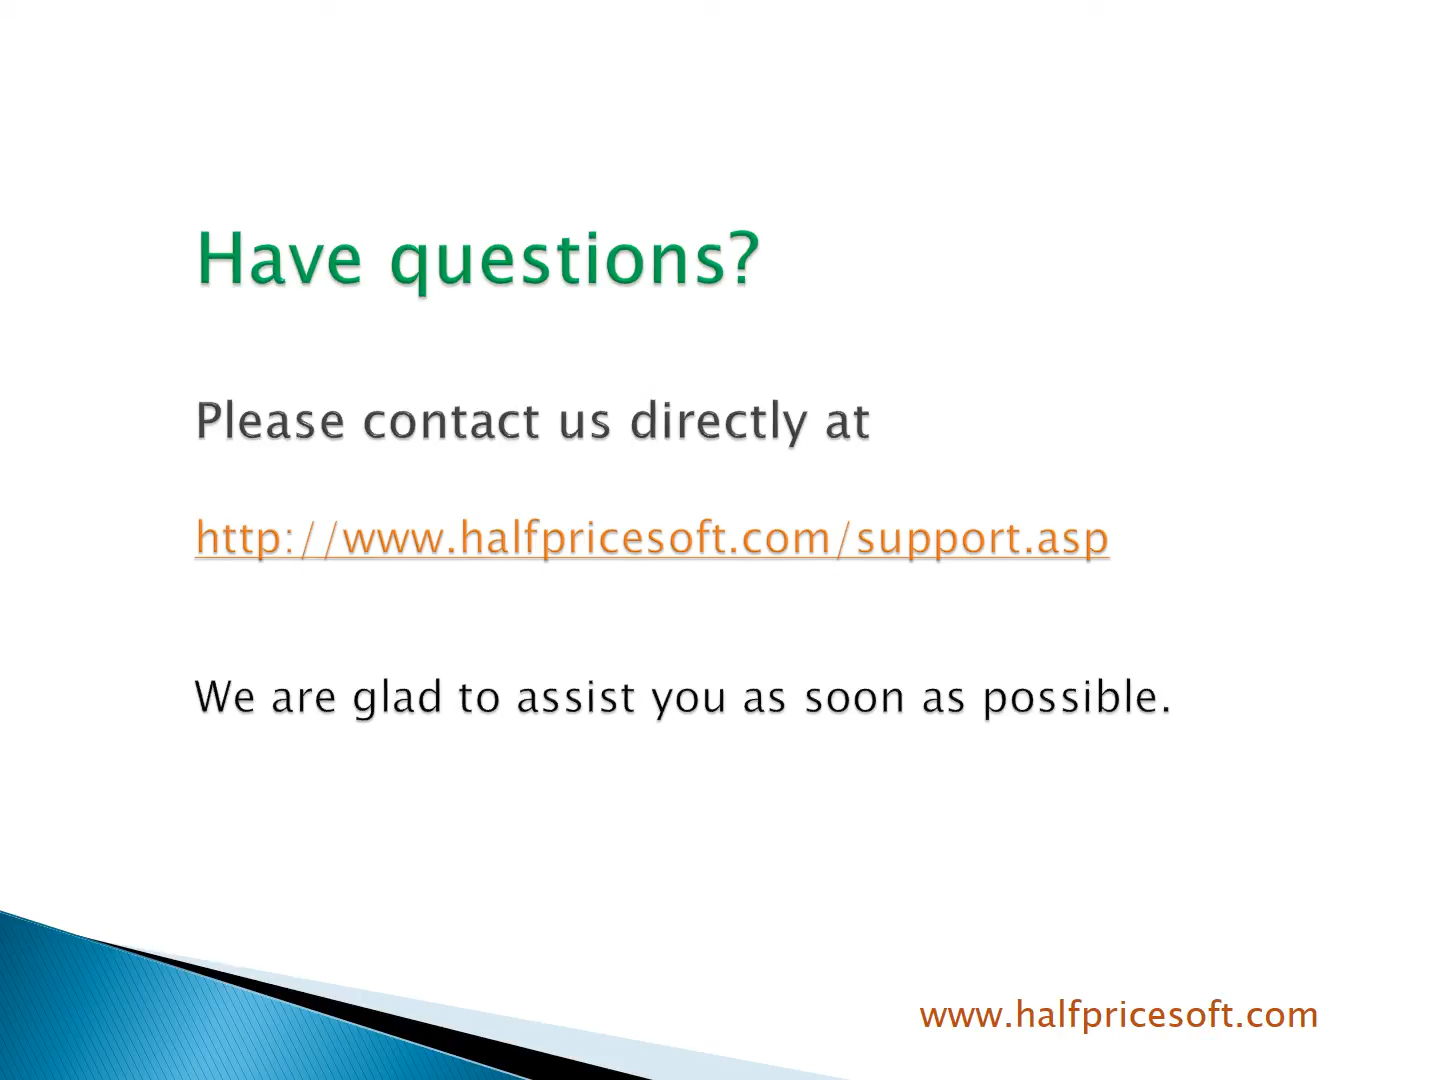 Have questions?
Please contact us directly at
http://www.halfpricesoft.com/support.asp
We are glad to assist you as soon as possible.
www.halfpricesoft.com